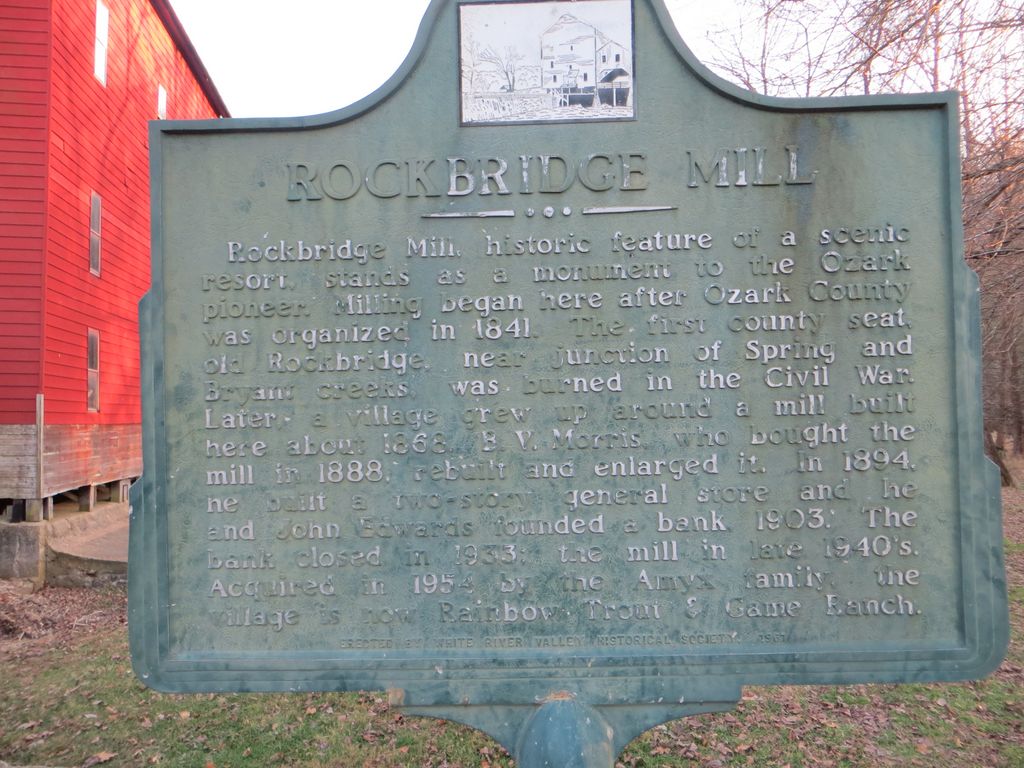 ROCKBRIDGE MILL
Rockbridge Mill, historic feature of a scenic
resort, stands as a monument to the Ozark
pioneer. Milling began here after Ozark County
was organized in 1841. The first county seat,
old Rockbridge, near junction of Spring and
Bryant creeks, was burned in the Civil War.
Later, a village grew up around a mill built
here about 1868. B. V. Morris, who bought the
mill in 1888, rebuilt and enlarged it. In 1894,
he built a two-story general store and he
and John Edwards founded a bank, 1903. The
bank closed in 1933; the mill in late 1940's.
Acquired in 1954 by the Amyx family, the
village is now Rainbow Trout & Game Ranch.
ERECTED BY WHITE RIVER VALLEY HISTORICAL SOCIETY,